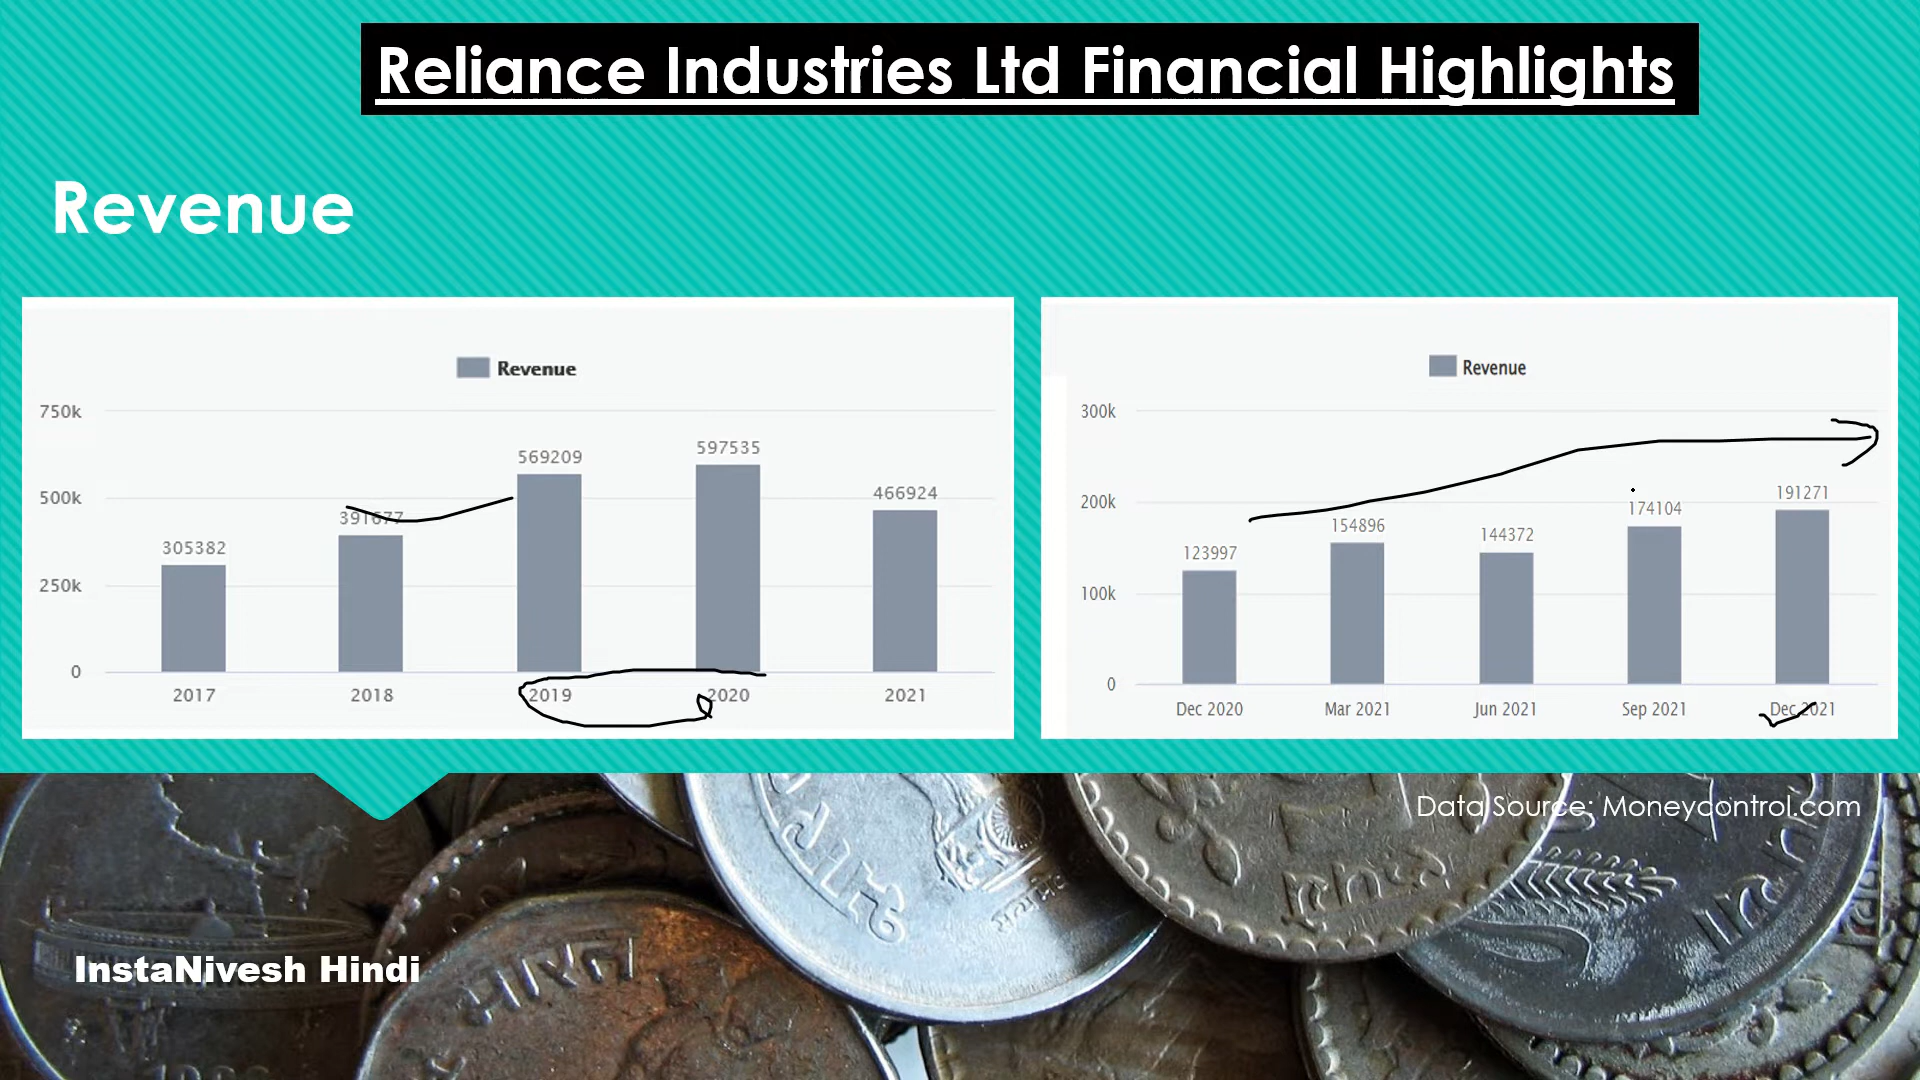 Reliance Industries Ltd Financial Highlights
Revenue
Revenue
750k
500k
250k
0
305382
391677
569209
597535
466924
2017
2018
2019
2020
2021
Revenue
300k
200k
100k
0
123997
154896
144372
174104
191271
Dec 2020
Mar 2021
Jun 2021
Sep 2021
Dec 2021
Data Source: Moneycontrol.com
InstaNivesh Hindi